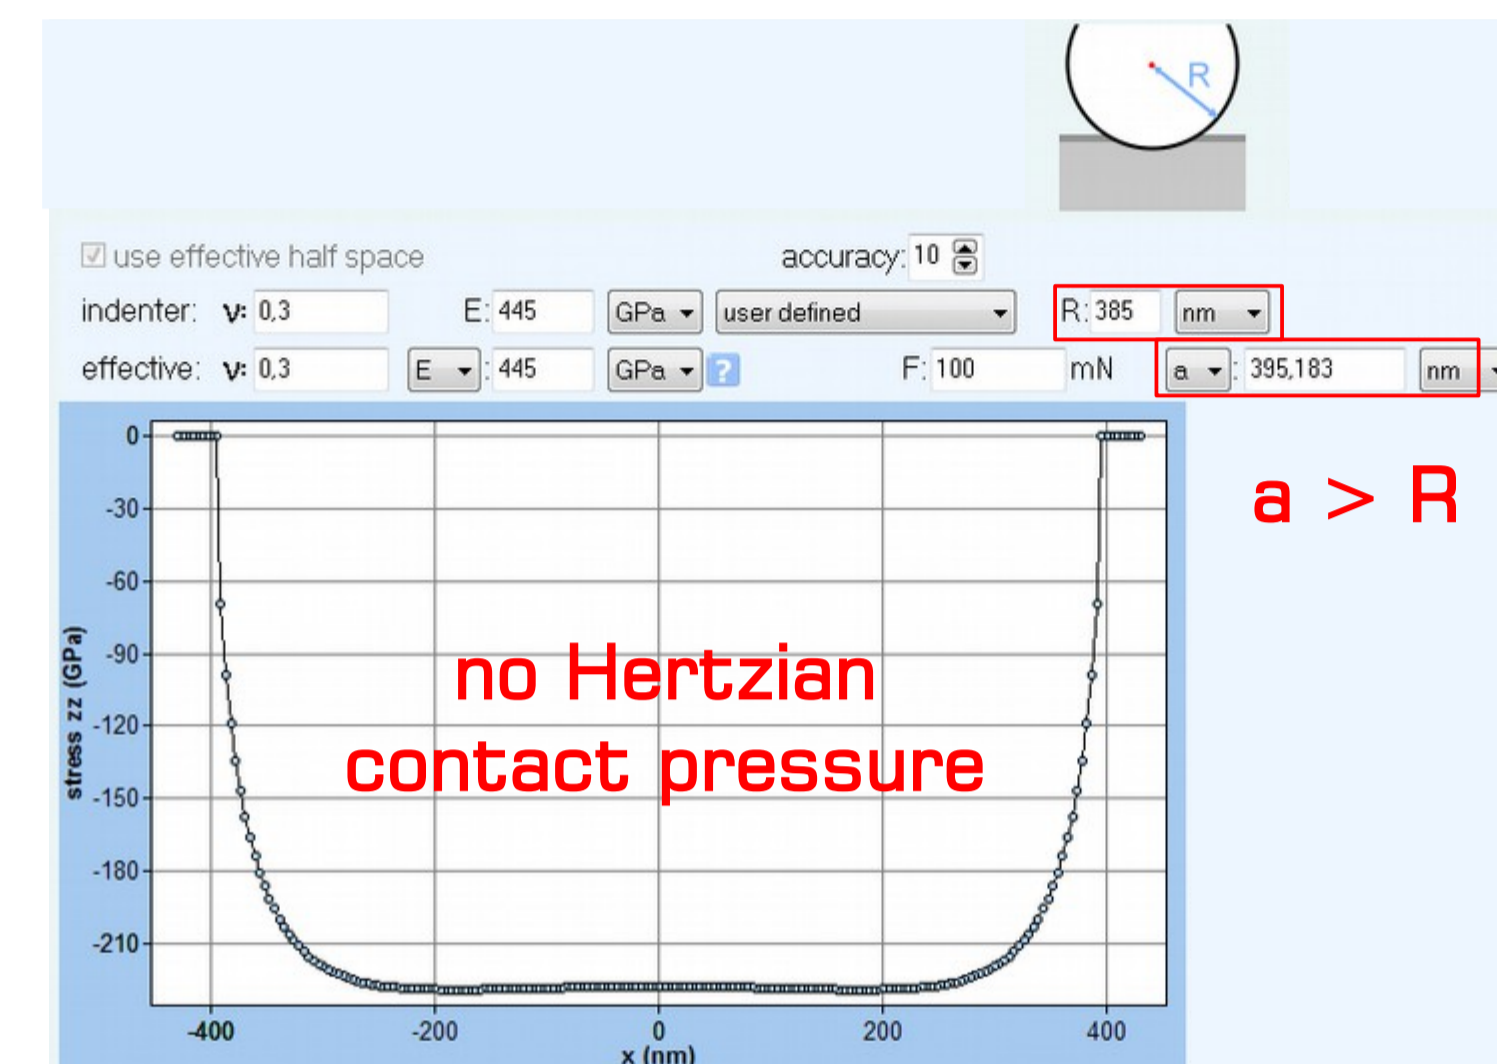 R
use effective half space accuracy: 10
indenter: ν: 0,3 E: 445 GPa user defined R: 385 nm
effective: ν: 0,3 E : 445 GPa ? F: 100 mN a : 395,183 nm
a > R
no Hertzian
contact pressure
stress zz (GPa)
0
-30
-60
-90
-120
-150
-180
-210
-400 -200 0 200 400
x (nm)